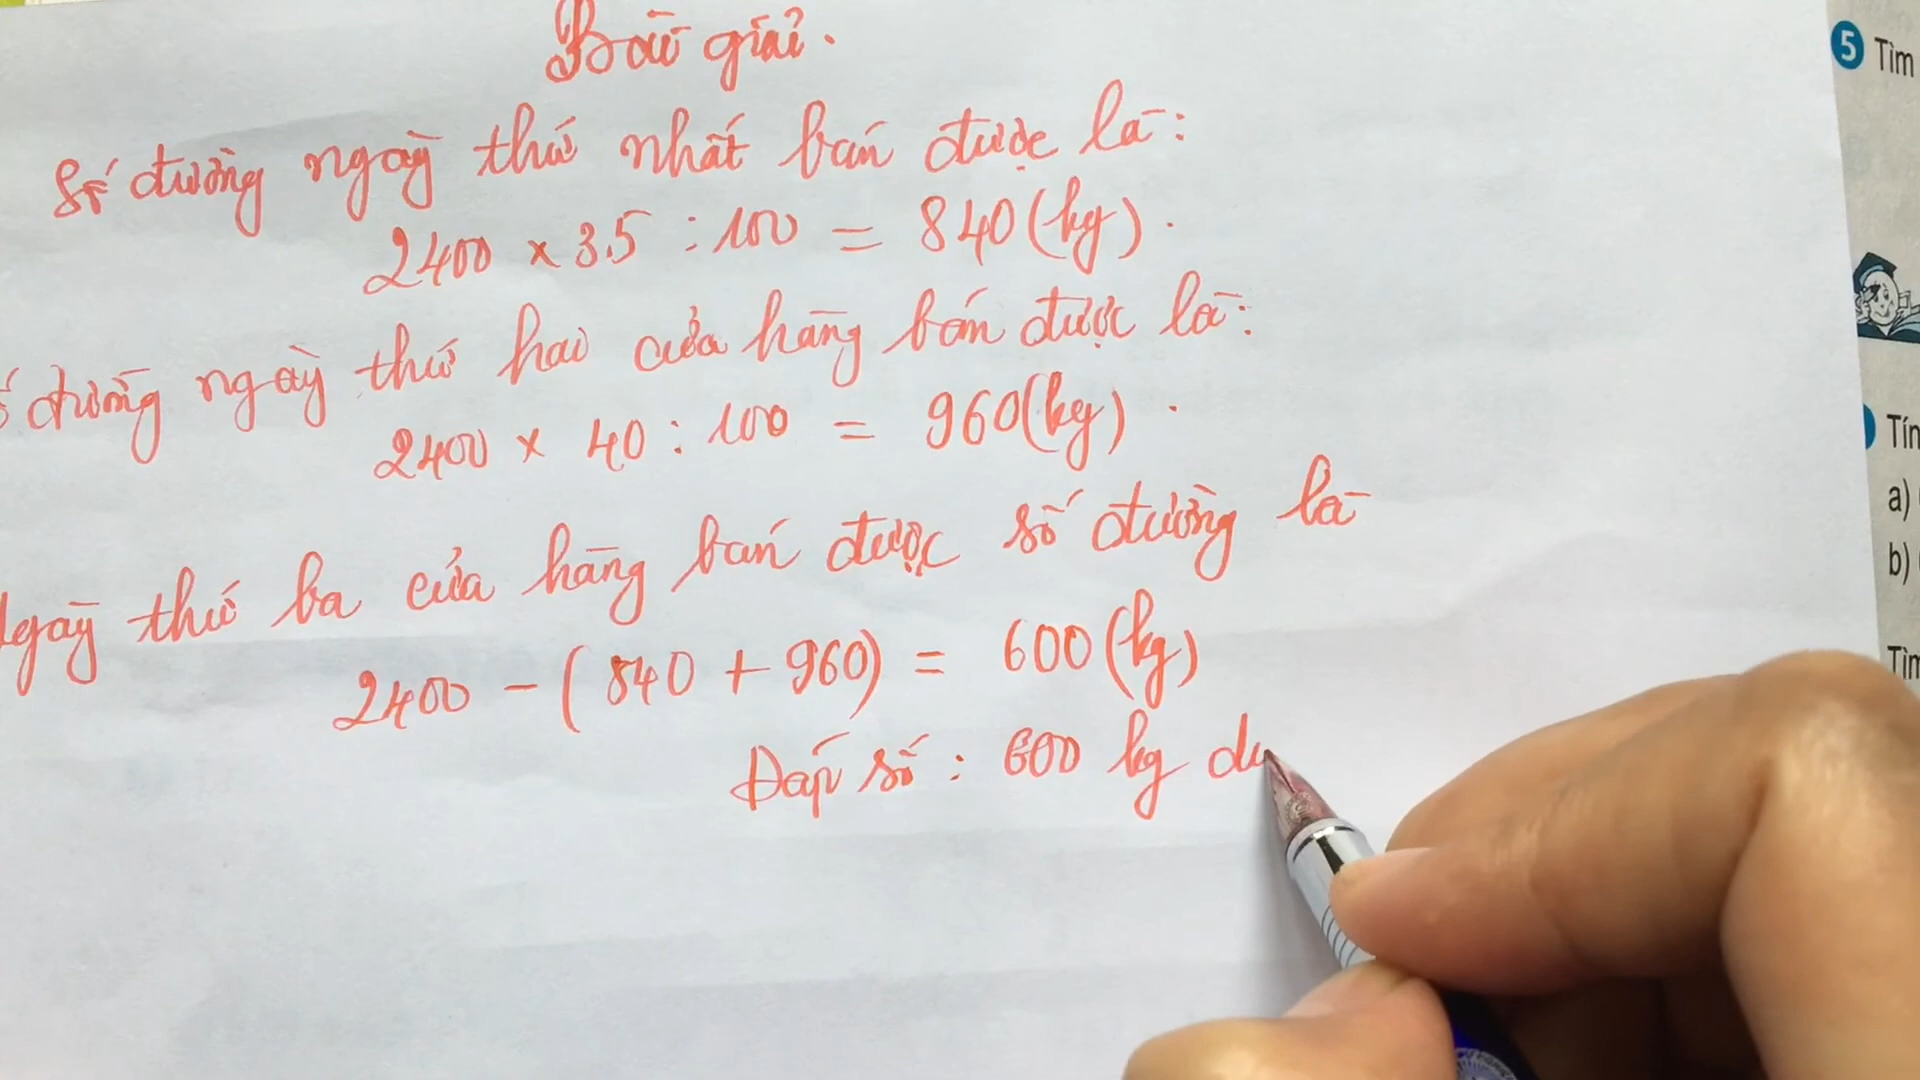 Bài giải.
Số đường ngày thứ nhất bán được là:
2400 x 35 : 100 = 840 (kg).
đường ngày thứ hai cửa hàng bán được là:
2400 x 40 : 100 = 960 (kg).
Ngày thứ ba cửa hàng bán được số đường là
2400 - (840 + 960) = 600 (kg)
Đáp số : 600 kg đư
5 Tìm
Tín
a)
b)
Tìm